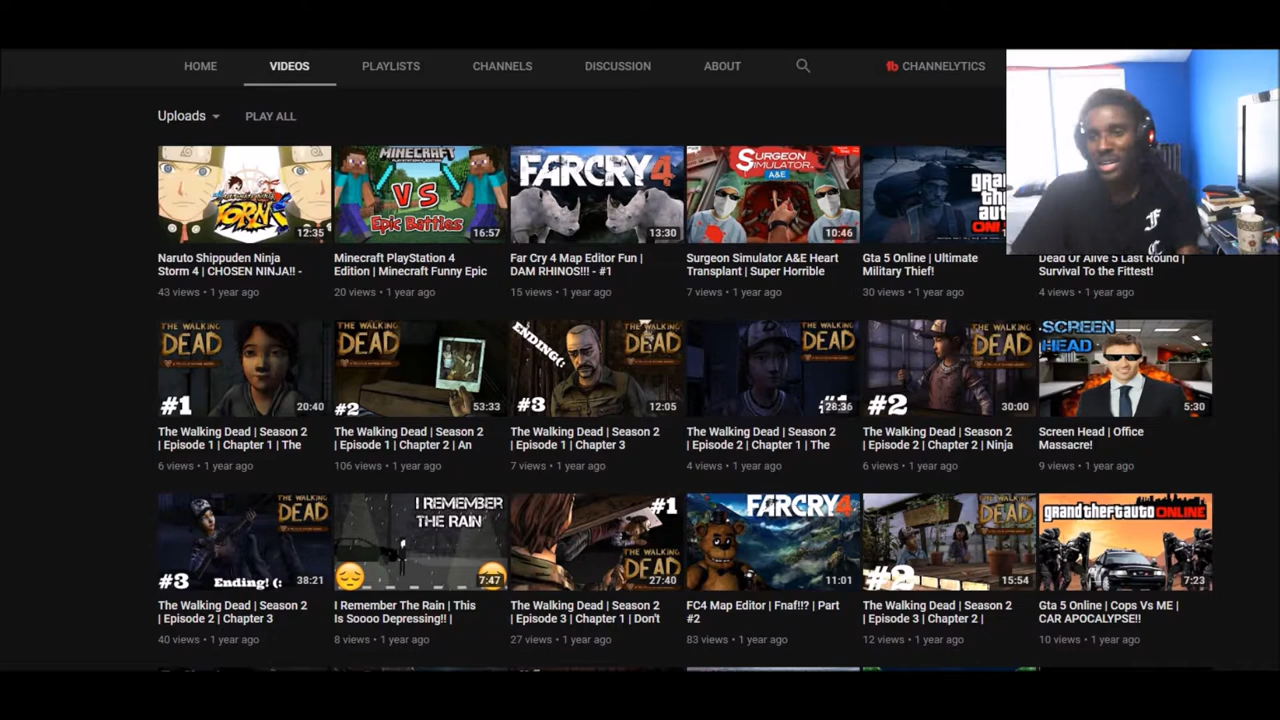 HOME VIDEOS PLAYLISTS CHANNELS DISCUSSION ABOUT CHANNELYTICS
Uploads PLAY ALL
12:35
MINECRAFT
VS
Epic Battles
16:57
FARCRY 4
13:30
SURGEON
SIMULATOR
A&E
10:46
Naruto Shippuden Ninja
Storm 4 | CHOSEN NINJA!! -
43 views • 1 year ago
Minecraft PlayStation 4
Edition | Minecraft Funny Epic
20 views • 1 year ago
Far Cry 4 Map Editor Fun |
DAM RHINOS!!! - #1
15 views • 1 year ago
Surgeon Simulator A&E Heart
Transplant | Super Horrible
7 views • 1 year ago
Gta 5 Online | Ultimate
Military Thief!
30 views • 1 year ago
Dead Of Alive 5 Last Round |
Survival To the Fittest!
4 views • 1 year ago
THE WALKING
DEAD
#1
20:40
THE WALKING
DEAD
#2
53:33
ENDING(:
THE WALKING
DEAD
#3
12:05
THE WALKING
DEAD
#1
28:36
THE WALKING
DEAD
#2
30:00
SCREEN
HEAD
5:30
The Walking Dead | Season 2
| Episode 1 | Chapter 1 | The
6 views • 1 year ago
The Walking Dead | Season 2
| Episode 1 | Chapter 2 | An
106 views • 1 year ago
The Walking Dead | Season 2
| Episode 1 | Chapter 3
7 views • 1 year ago
The Walking Dead | Season 2
| Episode 2 | Chapter 1 | The
4 views • 1 year ago
The Walking Dead | Season 2
| Episode 2 | Chapter 2 | Ninja
6 views • 1 year ago
Screen Head | Office
Massacre!
9 views • 1 year ago
THE WALKING
DEAD
#3 Ending! (:
38:21
I REMEMBER
THE RAIN
7:47
#1
THE WALKING
DEAD
27:40
FARCRY 4
11:01
THE WALKING
DEAD
#2
15:54
grand theft auto ONLINE
7:23
The Walking Dead | Season 2
| Episode 2 | Chapter 3
40 views • 1 year ago
I Remember The Rain | This
Is Soooo Depressing!! |
8 views • 1 year ago
The Walking Dead | Season 2
| Episode 3 | Chapter 1 | Don't
27 views • 1 year ago
FC4 Map Editor | Fnaf!!? | Part
#2
83 views • 1 year ago
The Walking Dead | Season 2
| Episode 3 | Chapter 2 |
12 views • 1 year ago
Gta 5 Online | Cops Vs ME |
CAR APOCALYPSE!!
10 views • 1 year ago